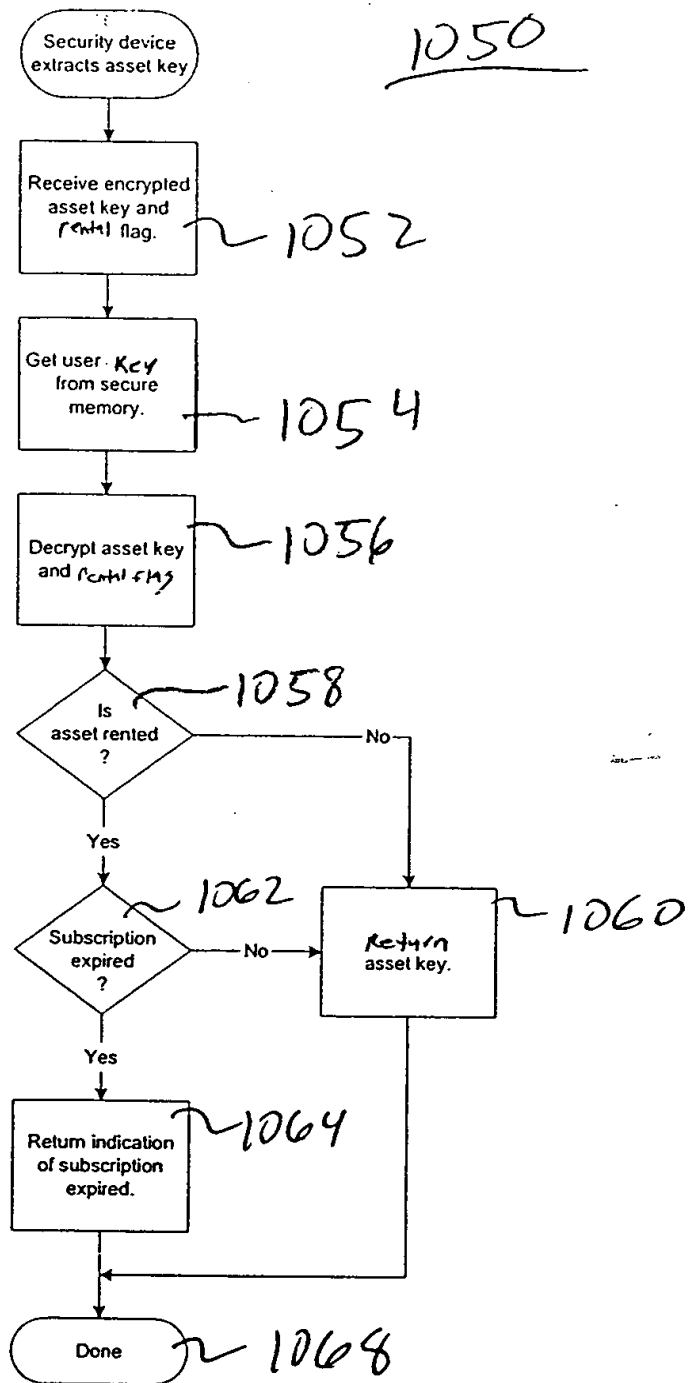 Security device
extracts asset key
1050
Receive encrypted
asset key and
rental flag.
1052
Get user Key
from secure
memory.
1054
Decrypt asset key
and rental flag
1056
Is
asset rented
?
1058
No
Yes
Subscription
expired
?
1062
No
Return
asset key.
1060
Yes
Return indication
of subscription
expired.
1064
Done
1068